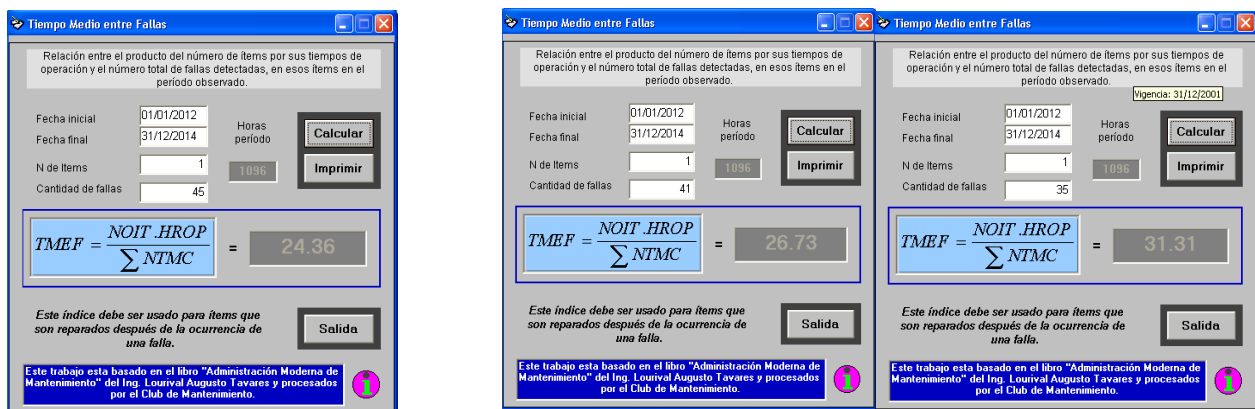 Tiempo Medio entre Fallas
Relación entre el producto del número de ítems por sus tiempos de
operación y el número total de fallas detectadas, en esos ítems en el
período observado.
Fecha inicial 01/01/2012
Fecha final 31/12/2014
Horas
período
Calcular
N de Items 1
1096
Imprimir
Cantidad de fallas 45
TMEF = NOIT .HROP / ∑ NTMC = 24.36
Este índice debe ser usado para ítems que
son reparados después de la ocurrencia de
una falla.
Salida
Este trabajo esta basado en el libro "Administración Moderna de
Mantenimiento" del Ing. Lourival Augusto Tavares y procesados
por el Club de Mantenimiento.
i
Tiempo Medio entre Fallas
Relación entre el producto del número de ítems por sus tiempos de
operación y el número total de fallas detectadas, en esos ítems en el
período observado.
Fecha inicial 01/01/2012
Fecha final 31/12/2014
Horas
período
Calcular
N de Items 1
1096
Imprimir
Cantidad de fallas 41
TMEF = NOIT .HROP / ∑ NTMC = 26.73
Este índice debe ser usado para ítems que
son reparados después de la ocurrencia de
una falla.
Salida
Este trabajo esta basado en el libro "Administración Moderna de
Mantenimiento" del Ing. Lourival Augusto Tavares y procesados
por el Club de Mantenimiento.
i
Tiempo Medio entre Fallas
Relación entre el producto del número de ítems por sus tiempos de
operación y el número total de fallas detectadas, en esos ítems en el
período observado.
Vigencia: 31/12/2001
Fecha inicial 01/01/2012
Fecha final 31/12/2014
Horas
período
Calcular
N de Items 1
1096
Imprimir
Cantidad de fallas 35
TMEF = NOIT .HROP / ∑ NTMC = 31.31
Este índice debe ser usado para ítems que
son reparados después de la ocurrencia de
una falla.
Salida
Este trabajo esta basado en el libro "Administración Moderna de
Mantenimiento" del Ing. Lourival Augusto Tavares y procesados
por el Club de Mantenimiento.
i